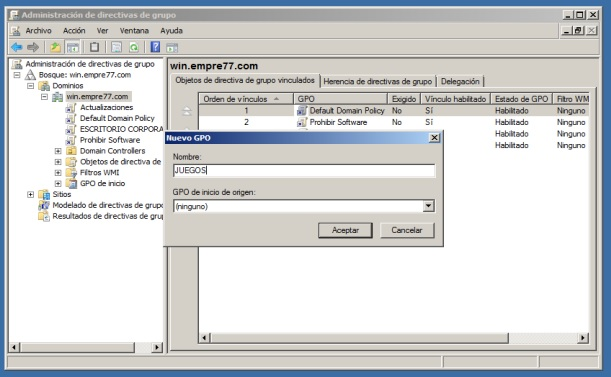 Administración de directivas de grupo
Archivo Acción Ver Ventana Ayuda
Administración de directivas de grupo
Bosque: win.empre77.com
Dominios
win.empre77.com
Actualizaciones
Default Domain Policy
ESCRITORIO CORPORA
Prohibir Software
Domain Controllers
Objetos de directiva de
Filtros WMI
GPO de inicio
Sitios
Modelado de directivas de grupo
Resultados de directivas de gru
win.empre77.com
Objetos de directiva de grupo vinculados Herencia de directivas de grupo Delegación
Orden de vínculos GPO Exigido Vínculo habilitado Estado de GPO Filtro WM
1 Default Domain Policy No Sí Habilitado Ninguno
2 Prohibir Software No Sí Habilitado Ninguno
Habilitado Ninguno
Habilitado Ninguno
Nuevo GPO
Nombre:
JUEGOS
GPO de inicio de origen:
(ninguno)
Aceptar Cancelar